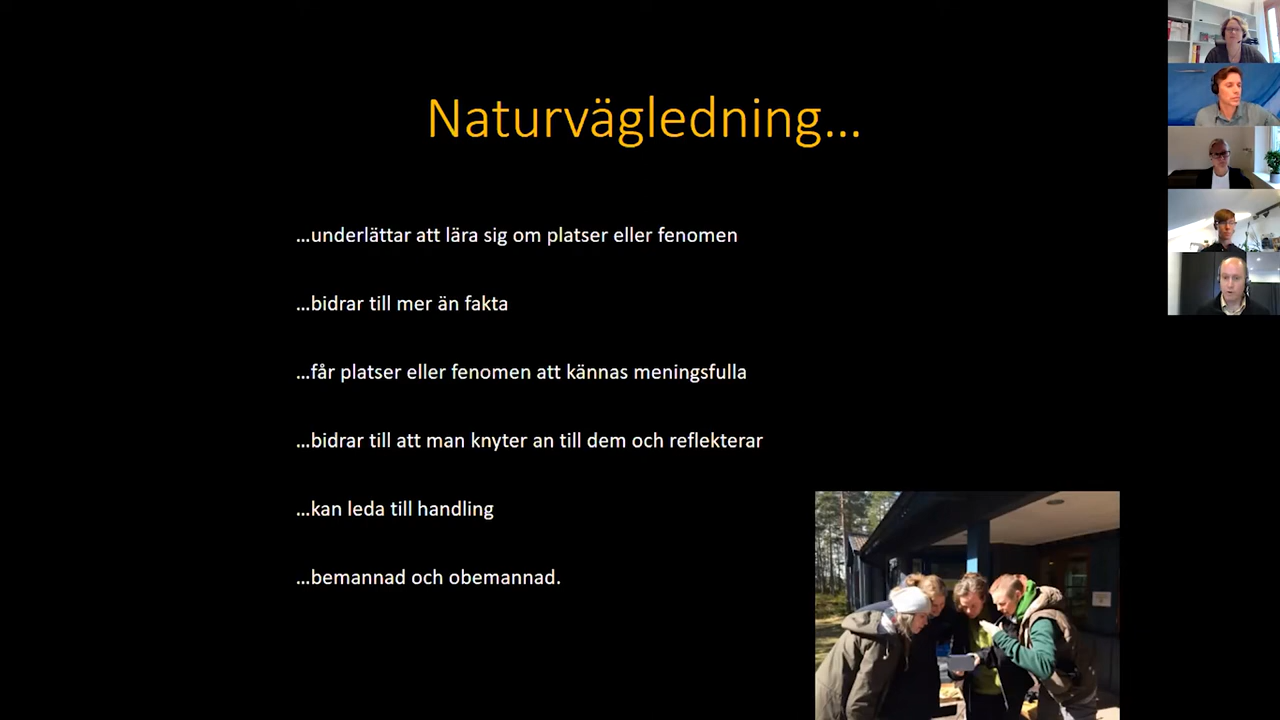 Naturvägledning...
...underlättar att lära sig om platser eller fenomen
...bidrar till mer än fakta
...får platser eller fenomen att kännas meningsfulla
...bidrar till att man knyter an till dem och reflekterar
...kan leda till handling
...bemannad och obemannad.